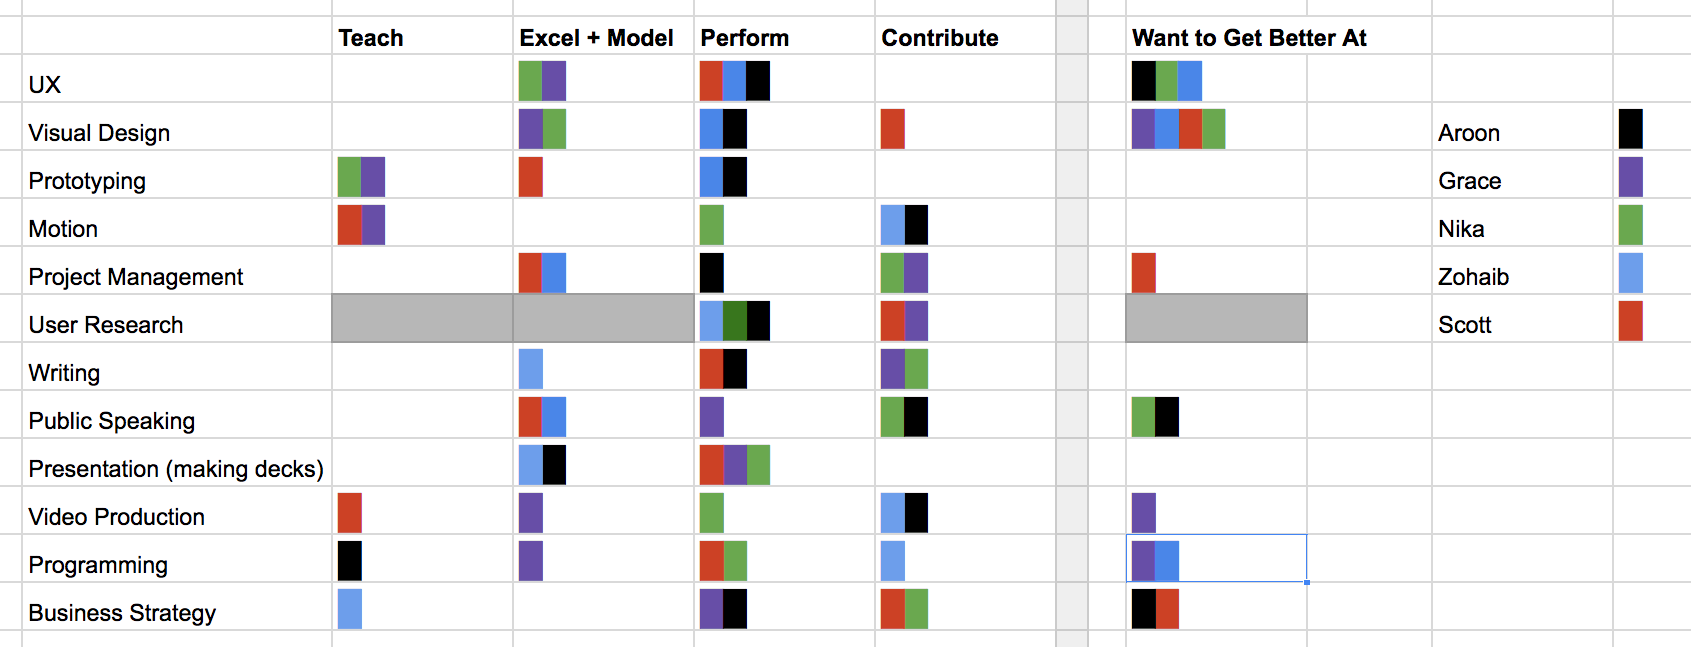 Teach Excel + Model Perform Contribute Want to Get Better At
UX
Visual Design Aroon
Prototyping Grace
Motion Nika
Project Management Zohaib
User Research Scott
Writing
Public Speaking
Presentation (making decks)
Video Production
Programming
Business Strategy